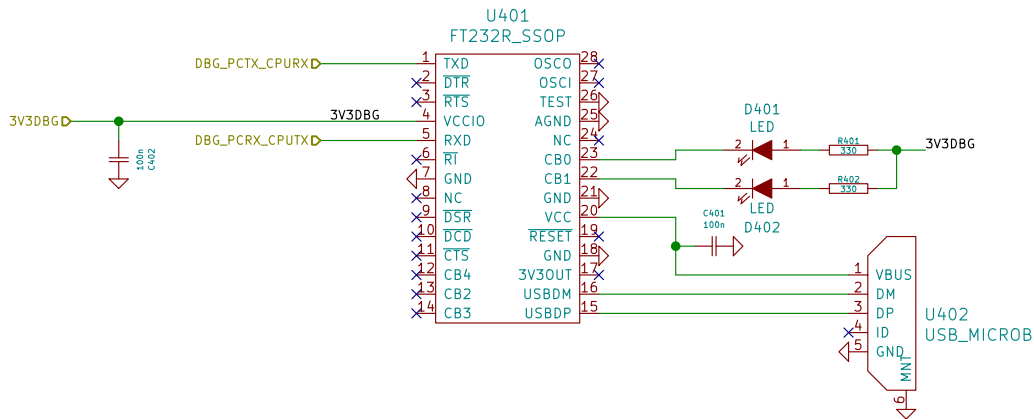 U401
FT232R_SSOP
DBG_PCTX_CPURX
1 TXD
2 DTR
3 RTS
3V3DBG
3V3DBG
4 VCCIO
DBG_PCRX_CPUTX
5 RXD
6 RI
7 GND
8 NC
9 DSR
10 DCD
11 CTS
12 CB4
13 CB2
14 CB3
100n
C402
OSCO 28
OSCI 27
TEST 26
AGND 25
NC 24
CB0 23
CB1 22
GND 21
VCC 20
RESET 19
GND 18
3V3OUT 17
USBDM 16
USBDP 15
D401
LED
2 1
R401
330
3V3DBG
2 1
R402
330
LED
D402
C401
100n
1 VBUS
2 DM
3 DP
4 ID
5 GND
MNT
6
U402
USB_MICROB